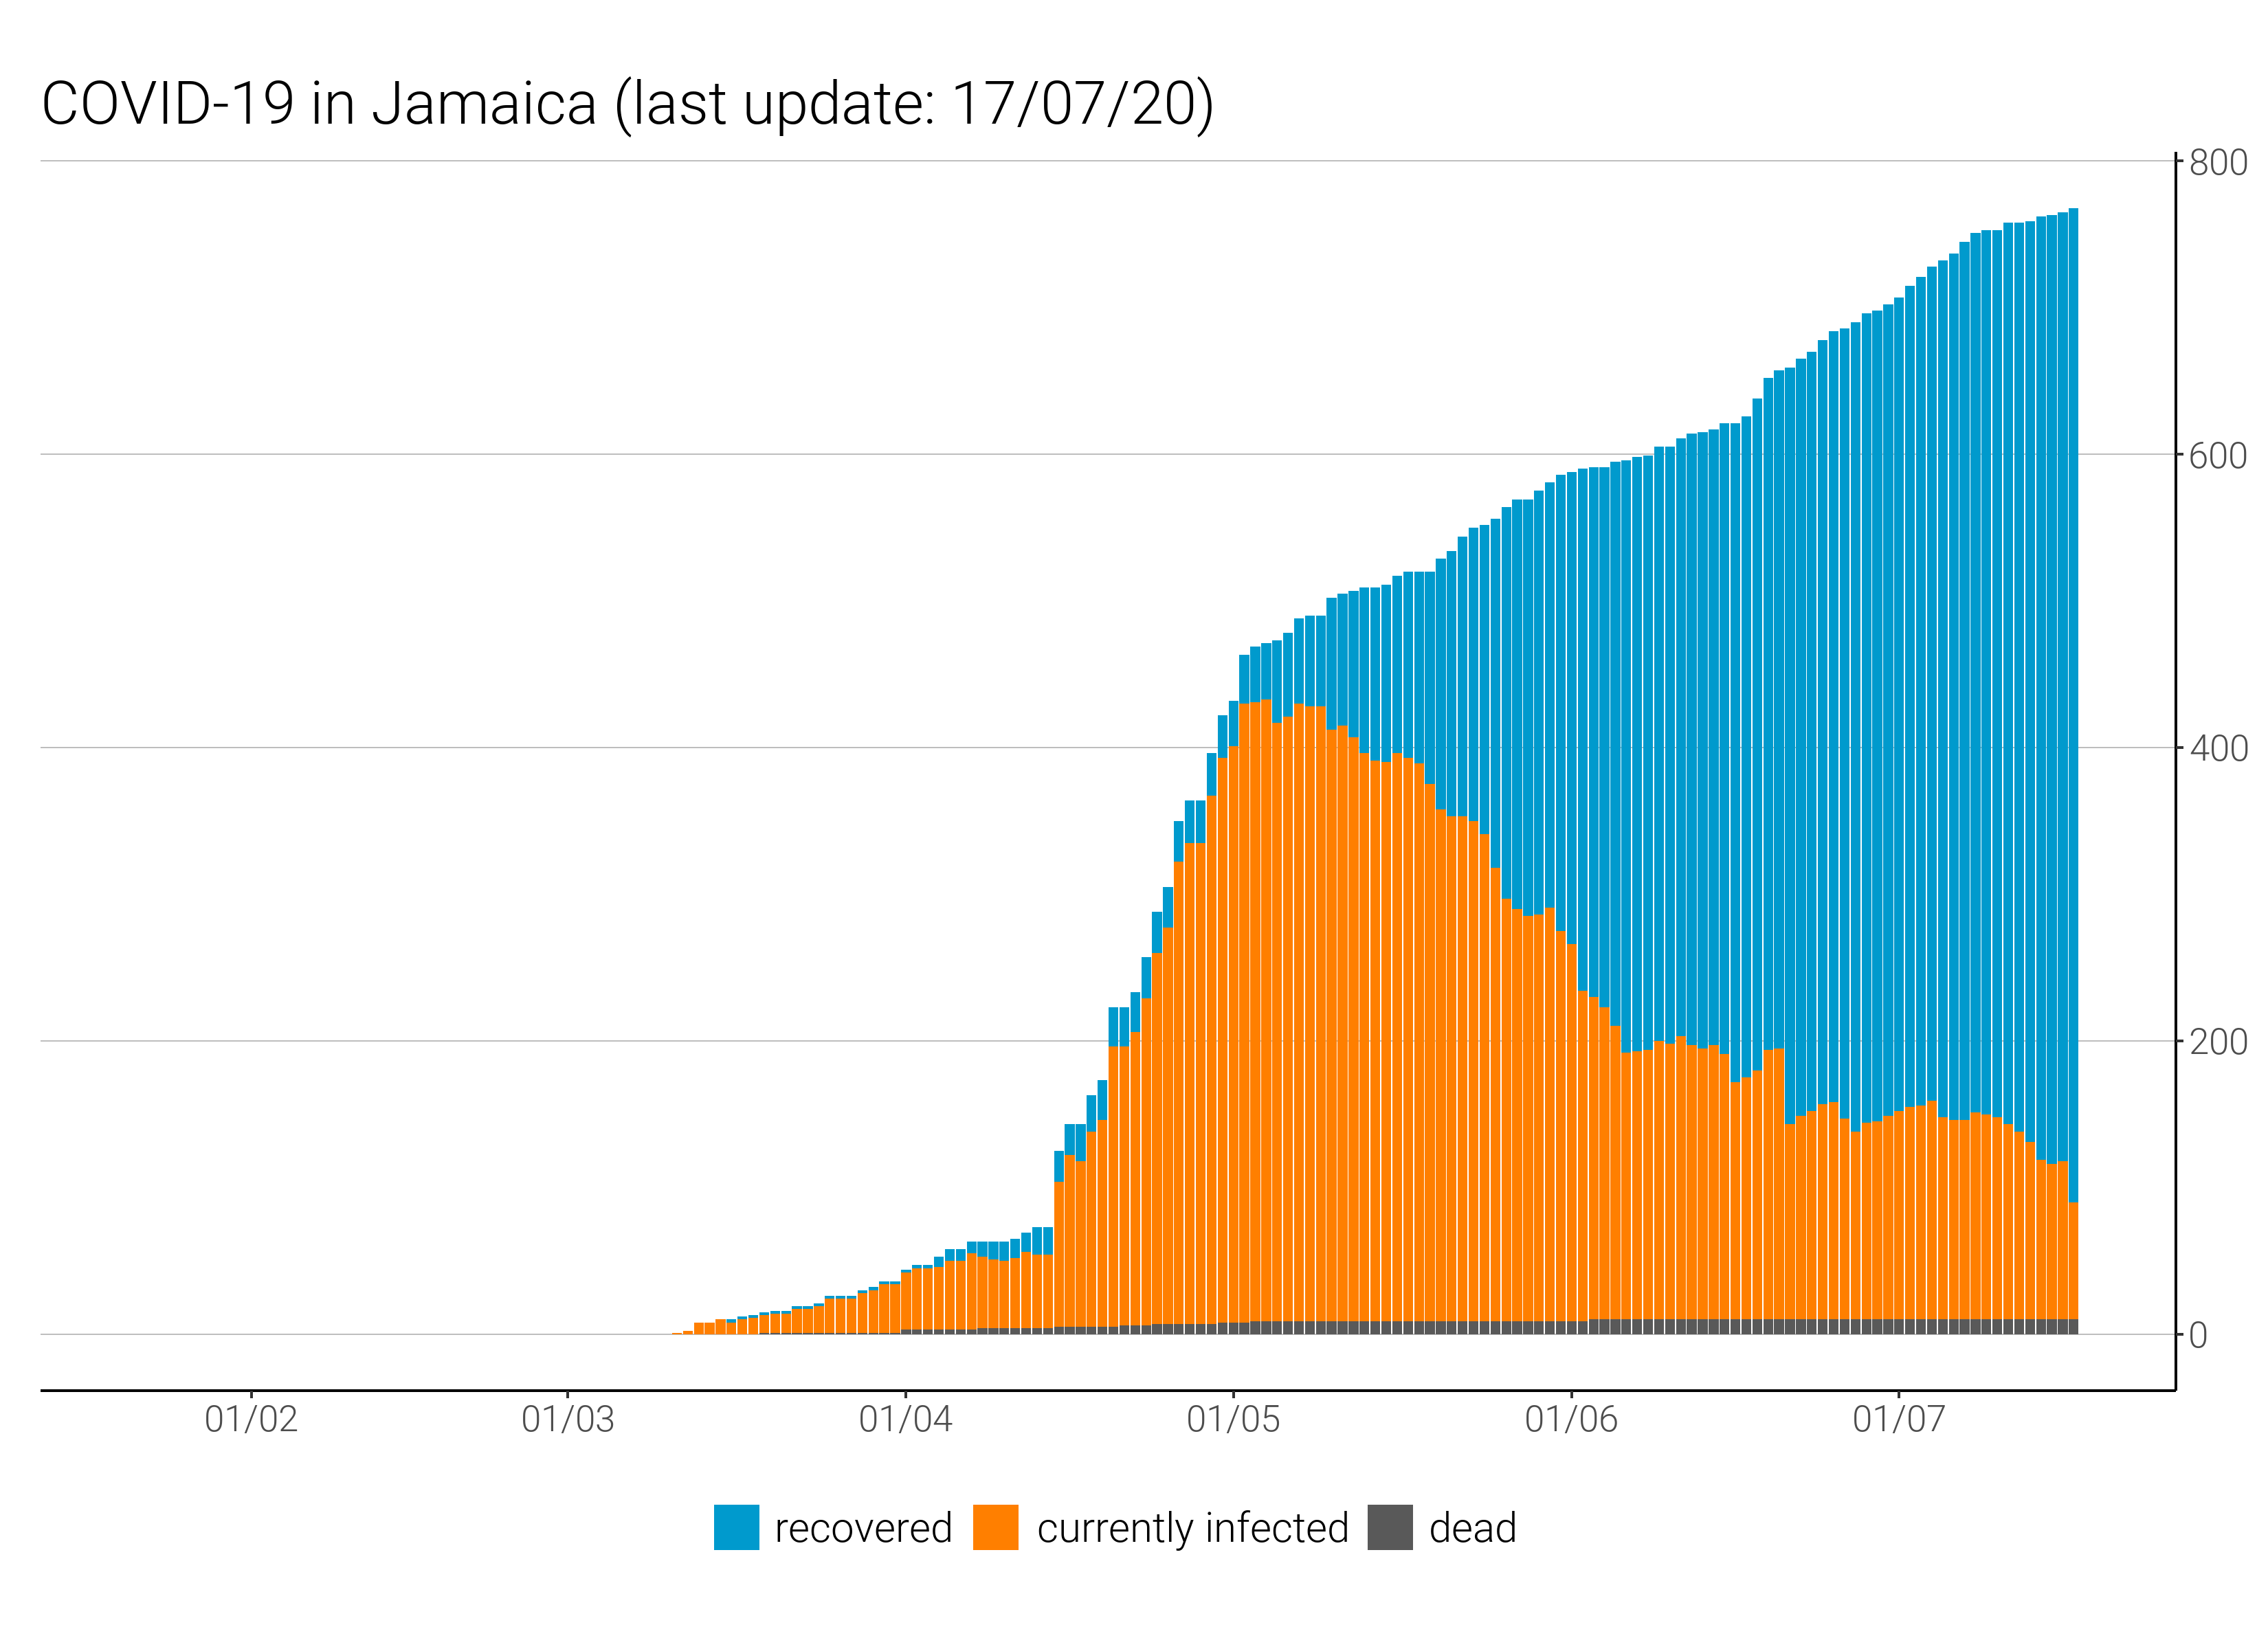 COVID-19 in Jamaica (last update: 17/07/20)
800
600
400
200
0
01/02 01/03 01/04 01/05 01/06 01/07
recovered currently infected dead